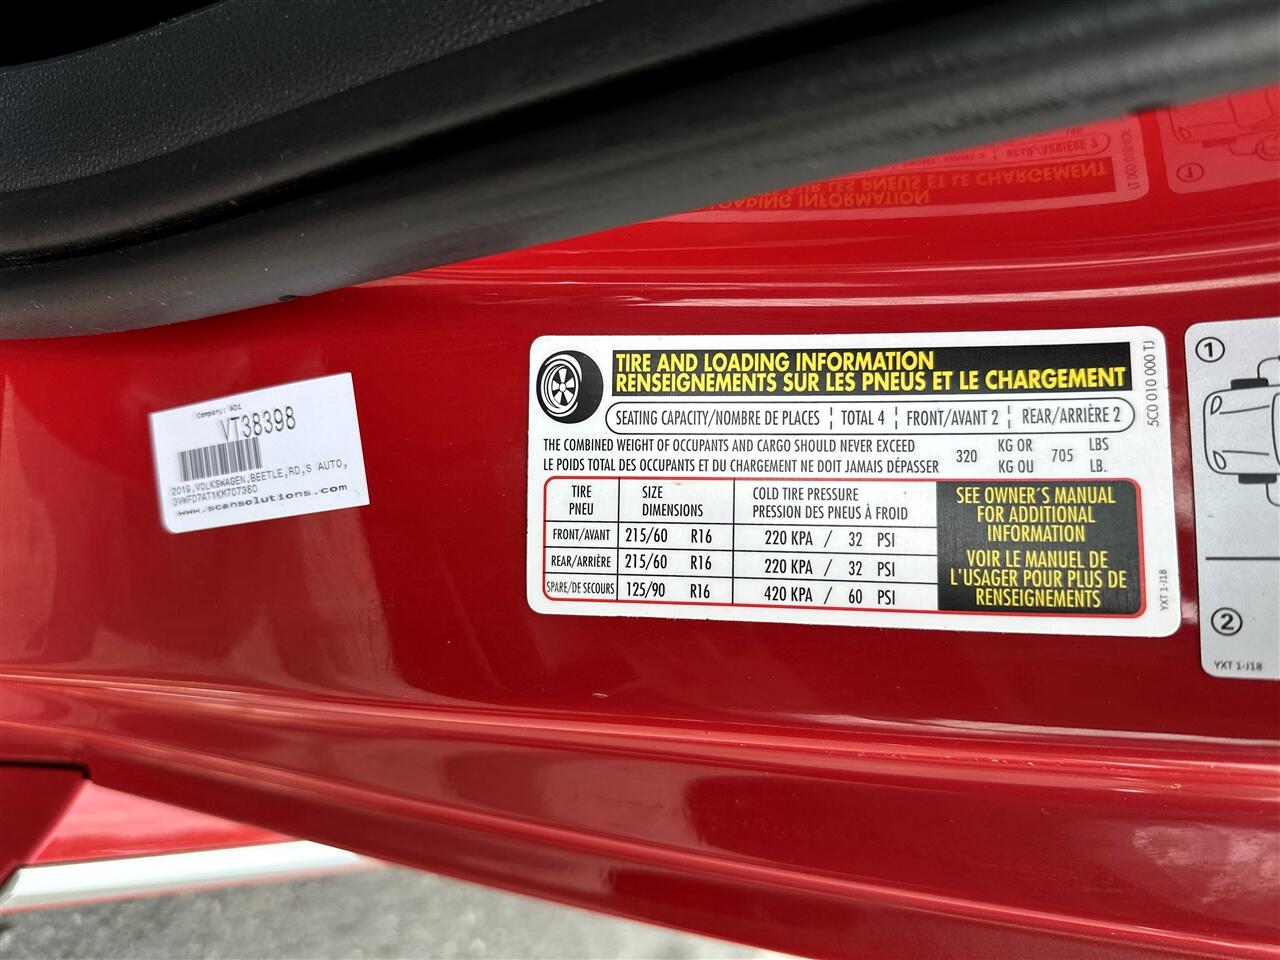 Company: AD1
VT38398
2019,VOLKSWAGEN,BEETLE,RD,S AUTO,
3VWFD7AT1KM707380
www.scansolutions.com
TIRE AND LOADING INFORMATION
RENSEIGNEMENTS SUR LES PNEUS ET LE CHARGEMENT
SEATING CAPACITY/NOMBRE DE PLACES ¦ TOTAL 4 ¦ FRONT/AVANT 2 ¦ REAR/ARRIÈRE 2
THE COMBINED WEIGHT OF OCCUPANTS AND CARGO SHOULD NEVER EXCEED
LE POIDS TOTAL DES OCCUPANTS ET DU CHARGEMENT NE DOIT JAMAIS DÉPASSER
320 KG OR 705 LBS
KG OU LB.
TIRE SIZE COLD TIRE PRESSURE
PNEU DIMENSIONS PRESSION DES PNEUS À FROID
FRONT/AVANT 215/60 R16 220 KPA / 32 PSI
REAR/ARRIÈRE 215/60 R16 220 KPA / 32 PSI
SPARE/DE SECOURS 125/90 R16 420 KPA / 60 PSI
SEE OWNER´S MANUAL
FOR ADDITIONAL
INFORMATION
VOIR LE MANUEL DE
L'USAGER POUR PLUS DE
RENSEIGNEMENTS
5C0 010 000 TJ
YXT 1-J18
1
2
YXT 1-J18